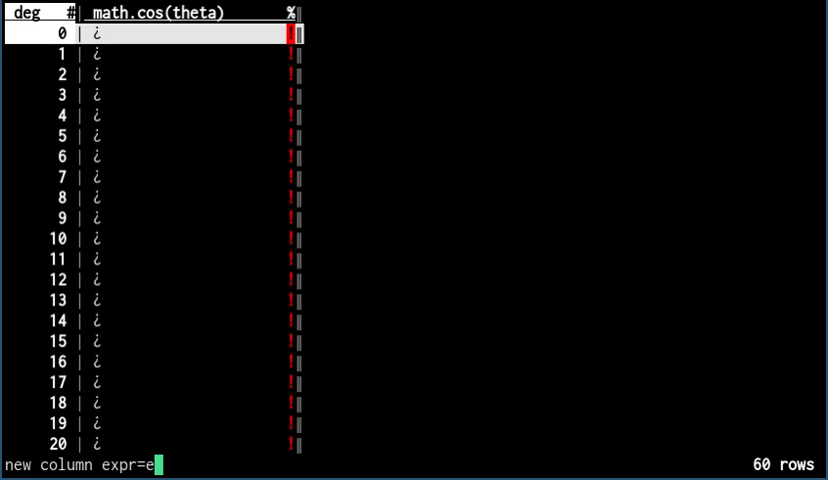 deg #| math.cos(theta) %‖
0 | ¿ !‖
1 | ¿ !‖
2 | ¿ !‖
3 | ¿ !‖
4 | ¿ !‖
5 | ¿ !‖
6 | ¿ !‖
7 | ¿ !‖
8 | ¿ !‖
9 | ¿ !‖
10 | ¿ !‖
11 | ¿ !‖
12 | ¿ !‖
13 | ¿ !‖
14 | ¿ !‖
15 | ¿ !‖
16 | ¿ !‖
17 | ¿ !‖
18 | ¿ !‖
19 | ¿ !‖
20 | ¿ !‖
new column expr=e 60 rows